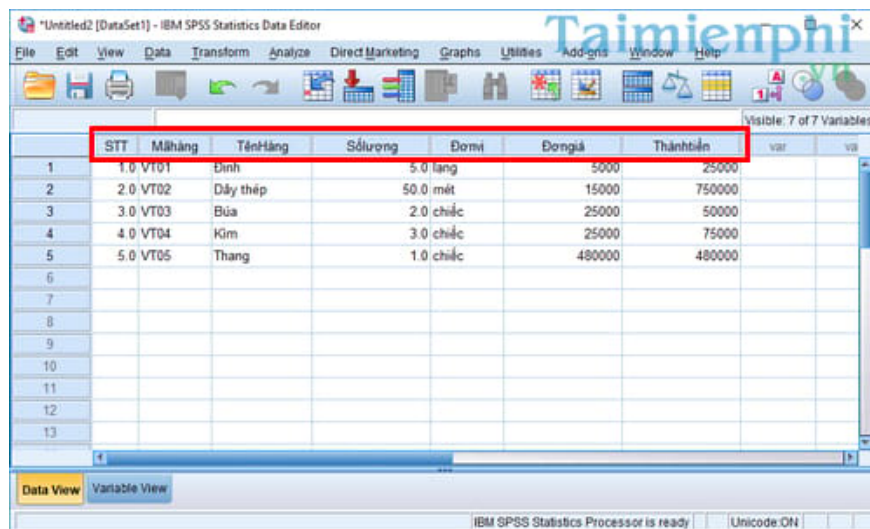 *Untitled2 [DataSet1] - IBM SPSS Statistics Data Editor
Taimienphi
.vn
File Edit View Data Transform Analyze Direct Marketing Graphs Utilities Add-ons Window Help
Visible: 7 of 7 Variables
STT Mãhàng TênHàng Sốlượng Đơnvị Đơngiá Thànhtiền var va
1 1.0 VT01 Đinh 5.0 lạng 5000 25000
2 2.0 VT02 Dây thép 50.0 mét 15000 750000
3 3.0 VT03 Búa 2.0 chiếc 25000 50000
4 4.0 VT04 Kìm 3.0 chiếc 25000 75000
5 5.0 VT05 Thang 1.0 chiếc 480000 480000
6
7
8
9
10
11
12
13
Data View Variable View
IBM SPSS Statistics Processor is ready Unicode:ON